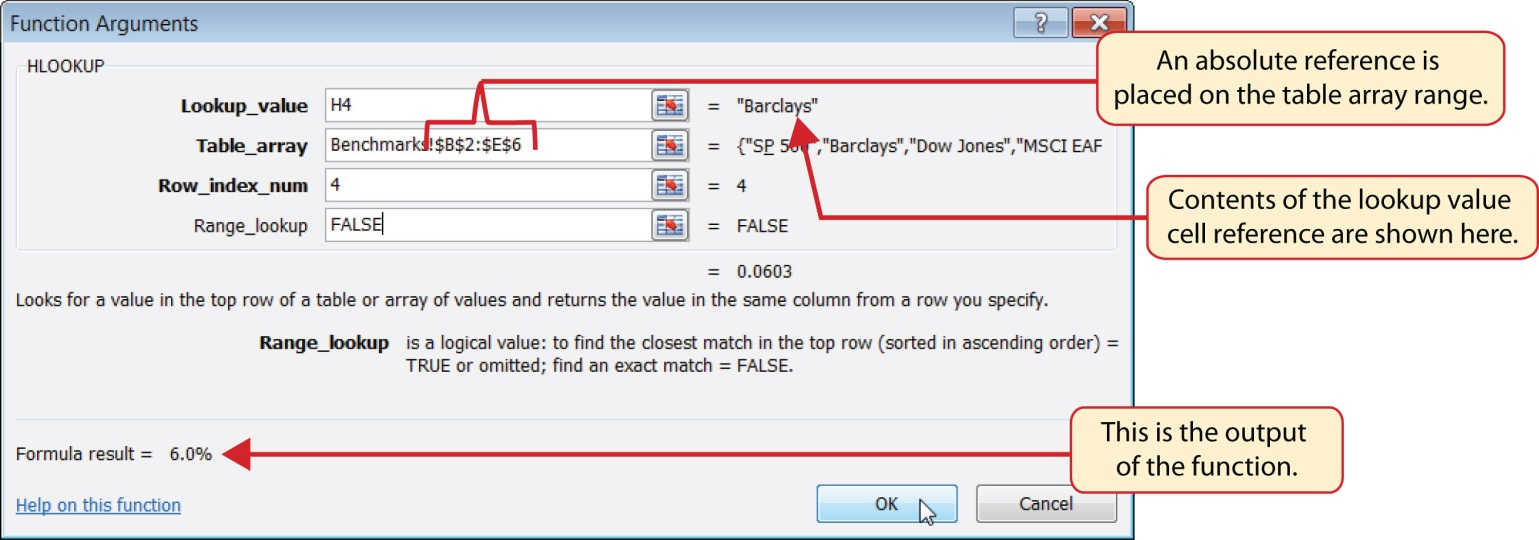 Function Arguments
HLOOKUP
An absolute reference is
placed on the table array range.
Lookup_value H4 = "Barclays"
Table_array Benchmarks!$B$2:$E$6 = {"SP 500","Barclays","Dow Jones","MSCI EAF
Row_index_num 4 = 4
Contents of the lookup value
cell reference are shown here.
Range_lookup FALSE = FALSE
= 0.0603
Looks for a value in the top row of a table or array of values and returns the value in the same column from a row you specify.
Range_lookup is a logical value: to find the closest match in the top row (sorted in ascending order) =
TRUE or omitted; find an exact match = FALSE.
This is the output
of the function.
Formula result = 6.0%
Help on this function
OK
Cancel